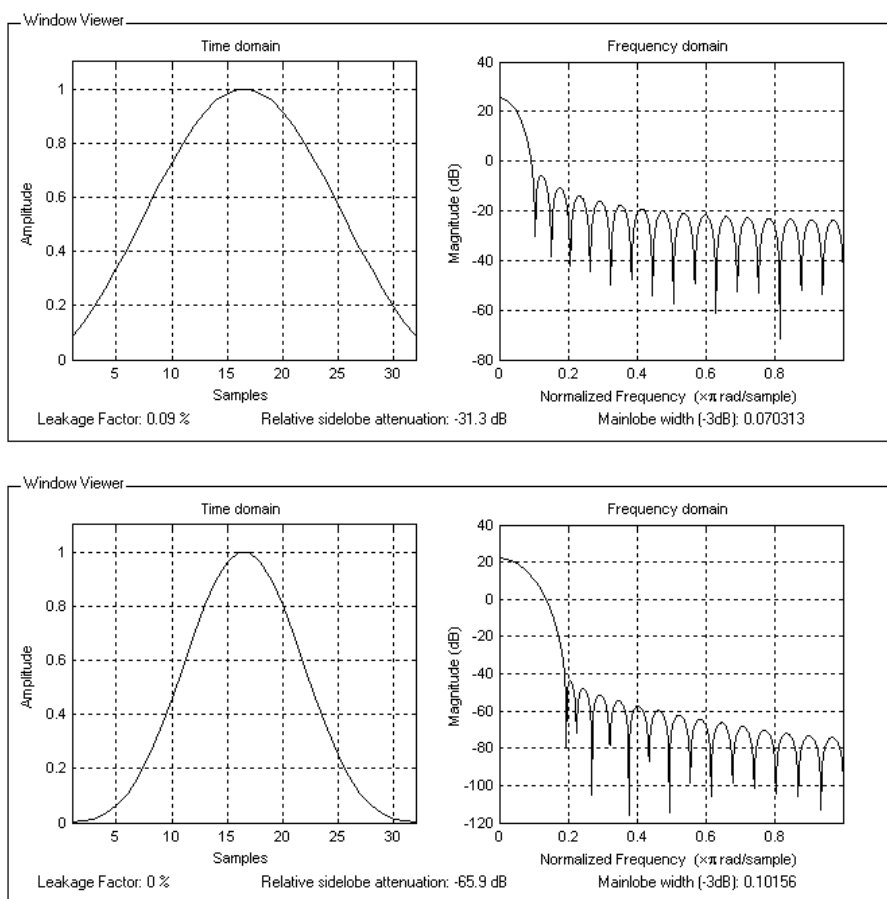 Window Viewer
Time domain
Frequency domain
1
0.8
0.6
0.4
0.2
0
Amplitude
5 10 15 20 25 30
Samples
40
20
0
-20
-40
-60
-80
Magnitude (dB)
0 0.2 0.4 0.6 0.8
Normalized Frequency (×π rad/sample)
Leakage Factor: 0.09 % Relative sidelobe attenuation: -31.3 dB Mainlobe width (-3dB): 0.070313
Window Viewer
Time domain
Frequency domain
1
0.8
0.6
0.4
0.2
0
Amplitude
5 10 15 20 25 30
Samples
40
20
0
-20
-40
-60
-80
-100
-120
Magnitude (dB)
0 0.2 0.4 0.6 0.8
Normalized Frequency (×π rad/sample)
Leakage Factor: 0 % Relative sidelobe attenuation: -65.9 dB Mainlobe width (-3dB): 0.10156